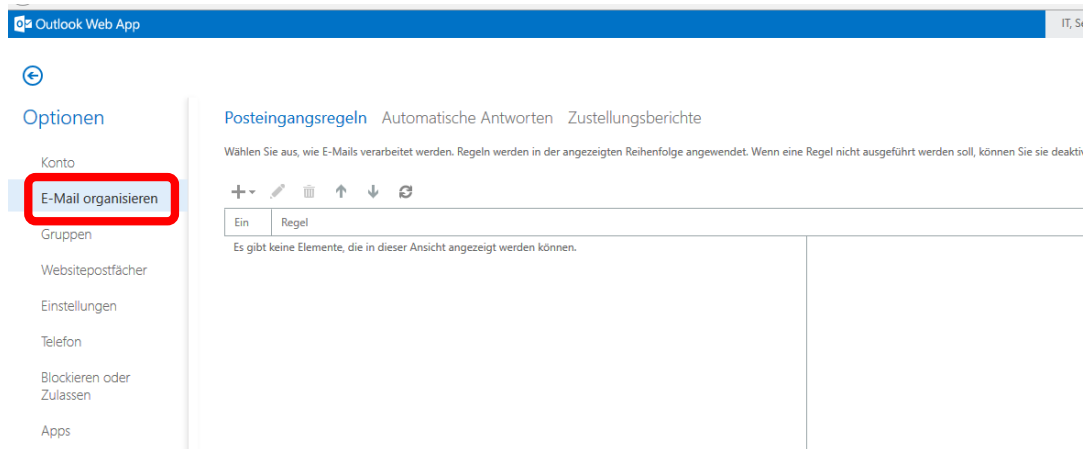 Outlook Web App
IT, Se
Optionen
Posteingangsregeln Automatische Antworten Zustellungsberichte
Wählen Sie aus, wie E-Mails verarbeitet werden. Regeln werden in der angezeigten Reihenfolge angewendet. Wenn eine Regel nicht ausgeführt werden soll, können Sie sie deaktiv
Konto
E-Mail organisieren
Gruppen
Websitepostfächer
Einstellungen
Telefon
Blockieren oder
Zulassen
Apps
Ein Regel
Es gibt keine Elemente, die in dieser Ansicht angezeigt werden können.